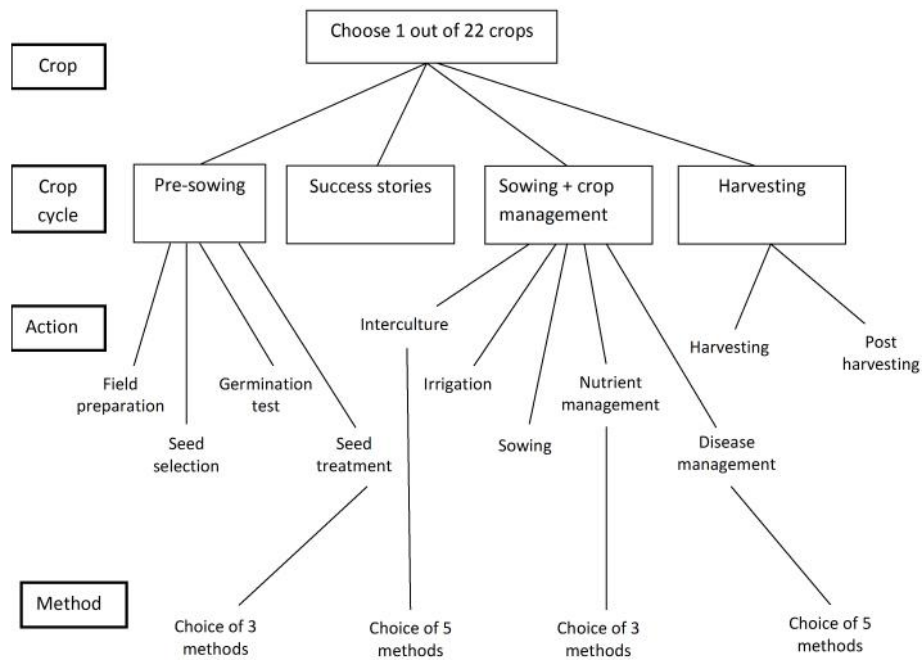 Choose 1 out of 22 crops
Crop
Crop
cycle
Pre-sowing
Success stories
Sowing + crop
management
Harvesting
Action
Interculture
Harvesting
Post
harvesting
Field
preparation
Germination
test
Irrigation
Nutrient
management
Seed
selection
Seed
treatment
Sowing
Disease
management
Method
Choice of 3
methods
Choice of 5
methods
Choice of 3
methods
Choice of 5
methods